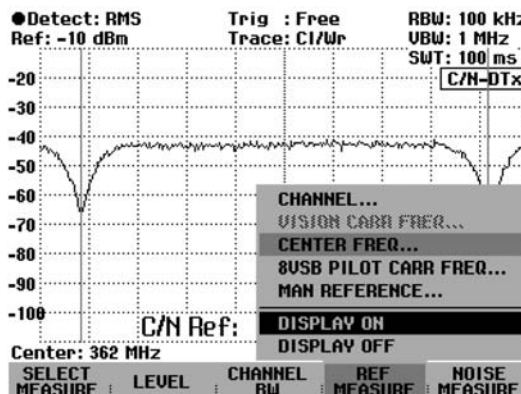 ●Detect: RMS Trig : Free RBW: 100 kHz
Ref: -10 dBm Trace: Cl/Wr VBW: 1 MHz
SWT: 100 ms
C/N-DTx
-20
-30
-40
-50
-60
-70
-80
-90
-100
CHANNEL...
VISION CARR FREQ...
CENTER FREQ...
8VSB PILOT CARR FREQ...
MAN REFERENCE...
DISPLAY ON
DISPLAY OFF
C/N Ref:
Center: 362 MHz
SELECT MEASURE LEVEL CHANNEL BW REF MEASURE NOISE MEASURE